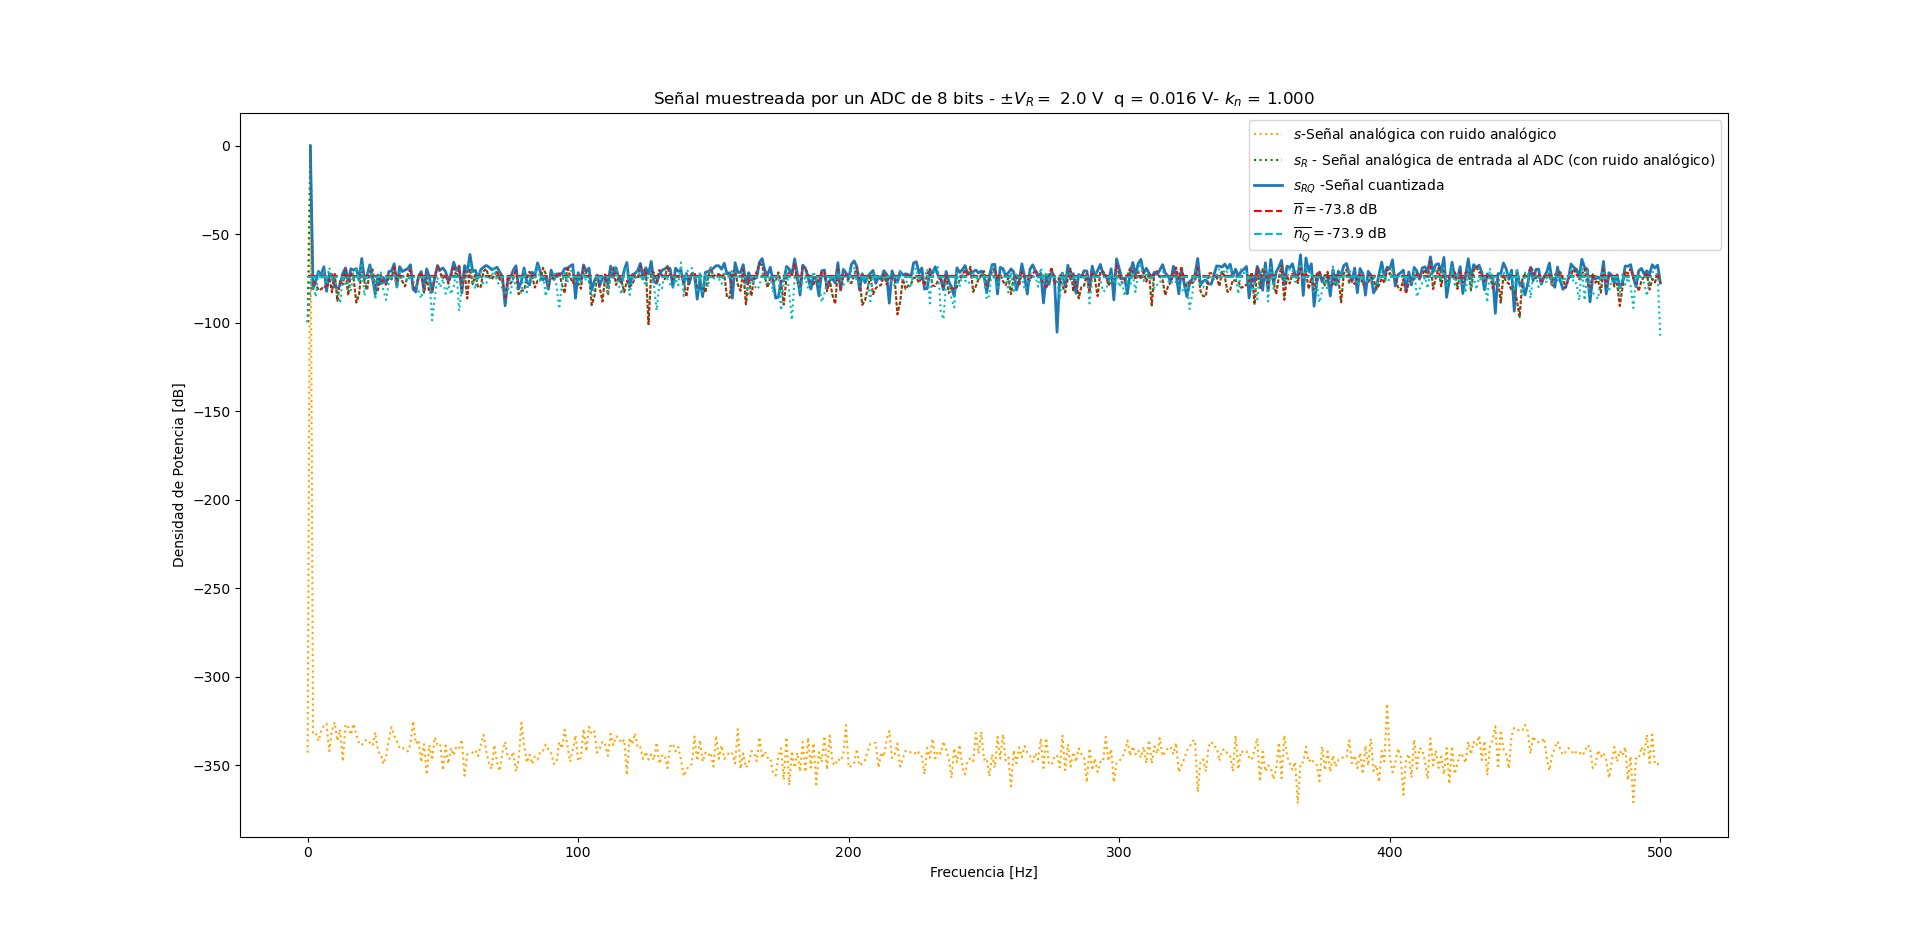 Señal muestreada por un ADC de 8 bits - ±V_R = 2.0 V q = 0.016 V- k_n = 1.000
s-Señal analógica con ruido analógico
s_R - Señal analógica de entrada al ADC (con ruido analógico)
s_RQ -Señal cuantizada
n̅ = -73.8 dB
n̅_Q̅ = -73.9 dB
0
−50
−100
−150
−200
−250
−300
−350
Densidad de Potencia [dB]
0 100 200 300 400 500
Frecuencia [Hz]